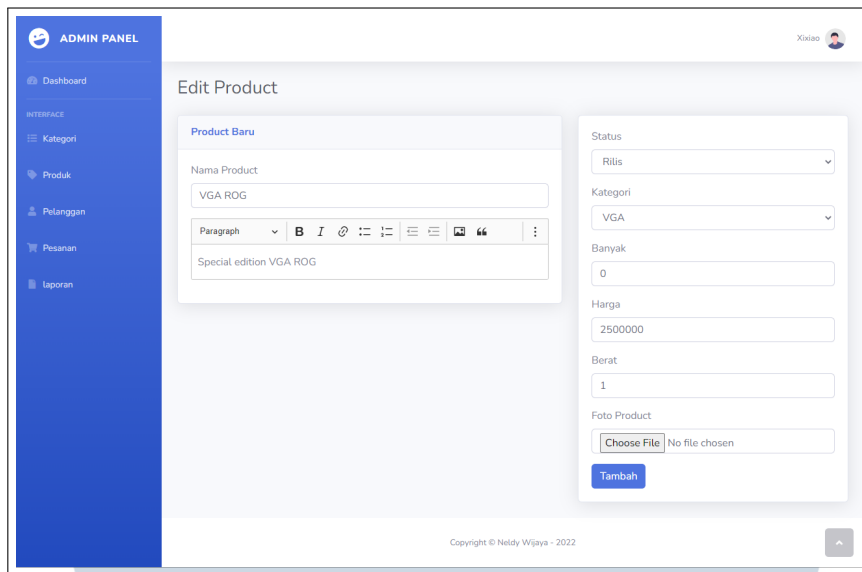 ADMIN PANEL
Xixiao
Dashboard
INTERFACE
Kategori
Produk
Pelanggan
Pesanan
laporan
Edit Product
Product Baru
Nama Product
VGA ROG
Paragraph
B I
Special edition VGA ROG
Status
Rilis
Kategori
VGA
Banyak
0
Harga
2500000
Berat
1
Foto Product
Choose File No file chosen
Tambah
Copyright © Neldy Wijaya - 2022